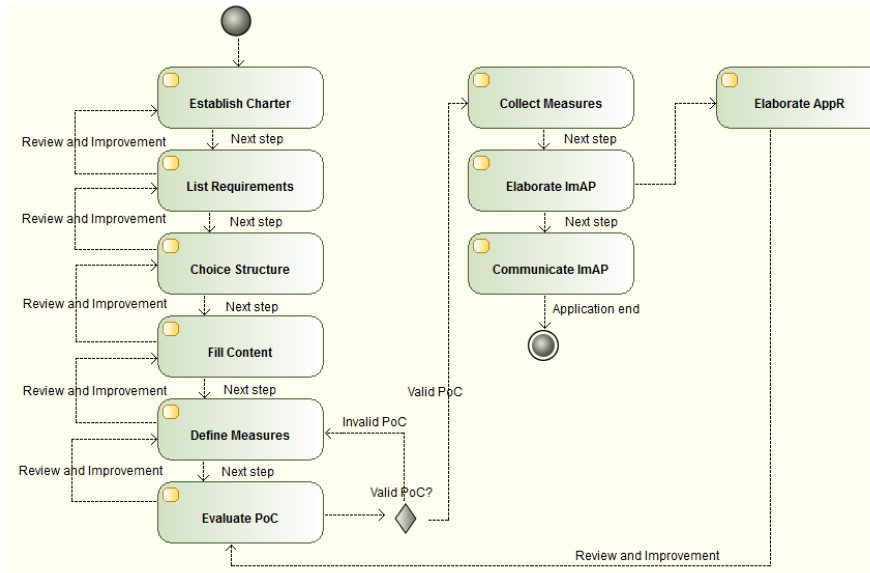 Establish Charter
Next step
Review and Improvement
List Requirements
Review and Improvement
Next step
Choice Structure
Review and Improvement
Next step
Fill Content
Review and Improvement
Next step
Define Measures
Review and Improvement
Next step
Evaluate PoC
Invalid PoC
Valid PoC?
Valid PoC
Collect Measures
Next step
Elaborate ImAP
Next step
Communicate ImAP
Application end
Elaborate AppR
Review and Improvement